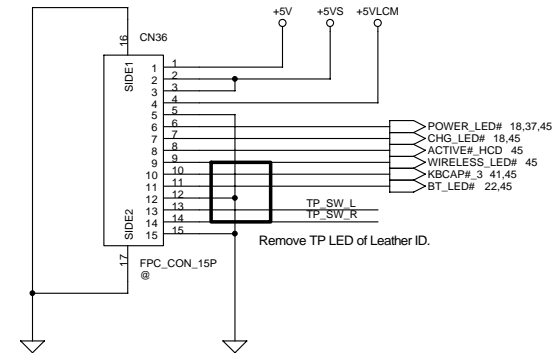 +5V +5VS +5VLCM
CN36
16
SIDE1
1 1
2 2
3 3
4 4
5 5
6 6 POWER_LED# 18,37,45
7 7 CHG_LED# 18,45
8 8 ACTIVE#_HCD 45
9 9 WIRELESS_LED# 45
10 10 KBCAP#_3 41,45
11 11 BT_LED# 22,45
12 12
13 13 TP_SW_L
14 14 TP_SW_R
15 15
SIDE2
17
Remove TP LED of Leather ID.
FPC_CON_15P
@